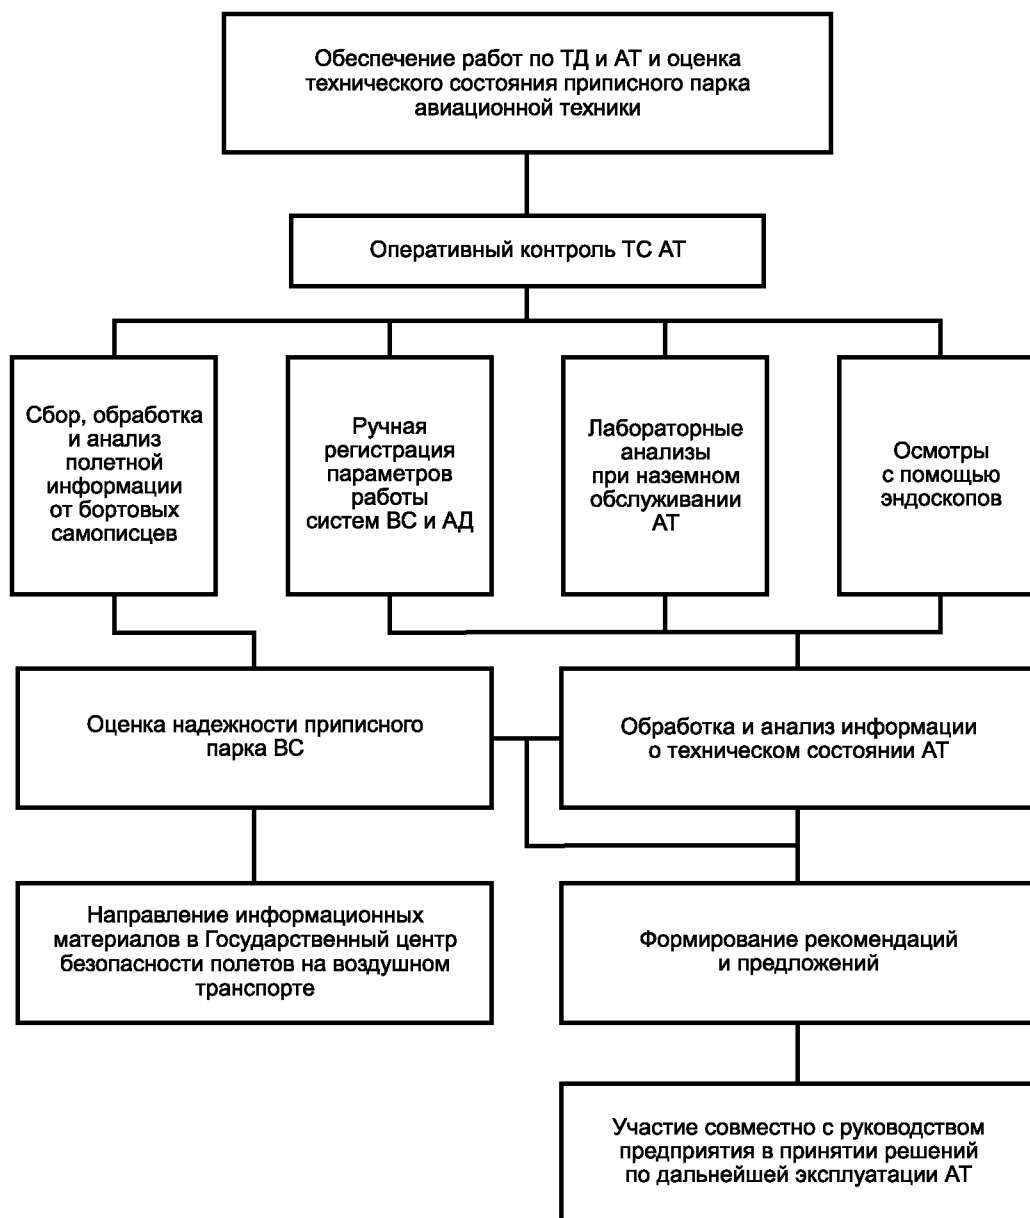 Обеспечение работ по ТД и АТ и оценка
технического состояния приписного парка
авиационной техники
Оперативный контроль ТС АТ
Сбор, обработка
и анализ
полетной
информации
от бортовых
самописцев
Ручная
регистрация
параметров
работы
систем ВС и АД
Лабораторные
анализы
при наземном
обслуживании
АТ
Осмотры
с помощью
эндоскопов
Оценка надежности приписного
парка ВС
Обработка и анализ информации
о техническом состоянии АТ
Направление информационных
материалов в Государственный центр
безопасности полетов на воздушном
транспорте
Формирование рекомендаций
и предложений
Участие совместно с руководством
предприятия в принятии решений
по дальнейшей эксплуатации АТ